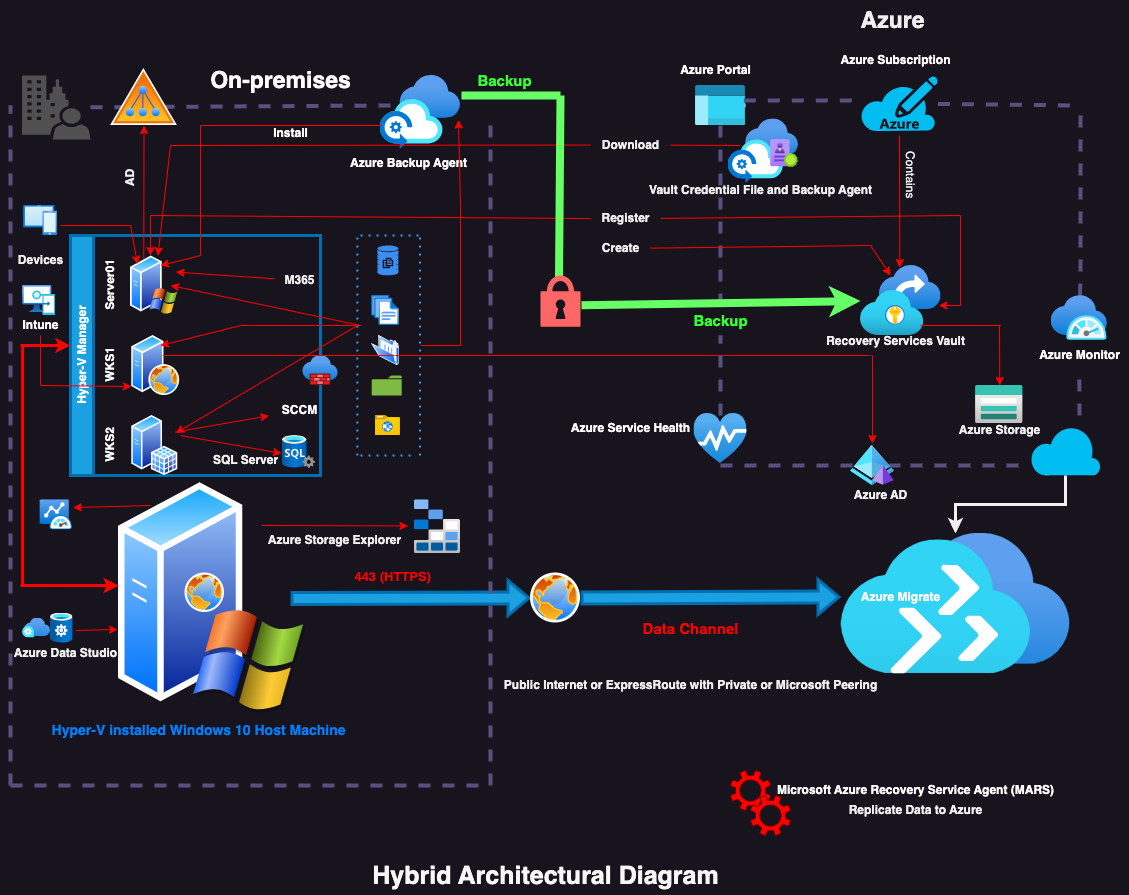 Azure
On-premises
Azure Subscription
Azure Portal
Backup
Azure
Install
Download
Azure Backup Agent
Contains
AD
Vault Credential File and Backup Agent
Register
Create
Devices
Server01
M365
Intune
Hyper-V Manager
Backup
Recovery Services Vault
Azure Monitor
WKS1
SCCM
Azure Service Health
Azure Storage
WKS2
SQL Server
SQL
Azure AD
Azure Storage Explorer
443 (HTTPS)
Azure Migrate
Data Channel
Azure Data Studio
Public Internet or ExpressRoute with Private or Microsoft Peering
Hyper-V installed Windows 10 Host Machine
Microsoft Azure Recovery Service Agent (MARS)
Replicate Data to Azure
Hybrid Architectural Diagram